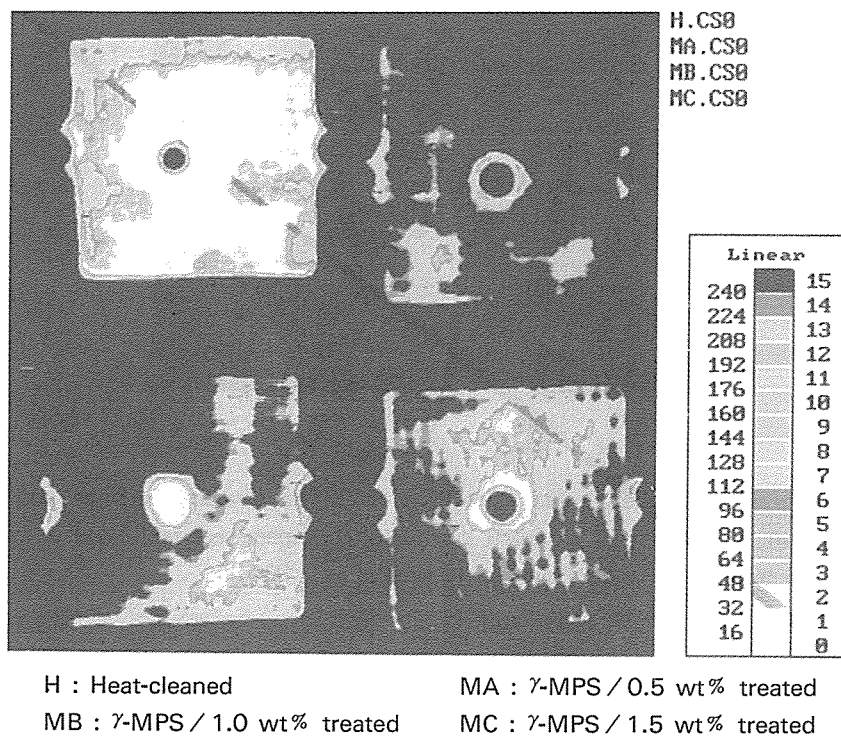 H.CS0
MA.CS0
MB.CS0
MC.CS0
Linear
15
240 14
224 13
208 12
192 11
176 10
160 9
144 8
128 7
112 6
96 5
80 4
64 3
48 2
32 1
16 0
H : Heat-cleaned MA : γ-MPS / 0.5 wt% treated
MB : γ-MPS / 1.0 wt% treated MC : γ-MPS / 1.5 wt% treated